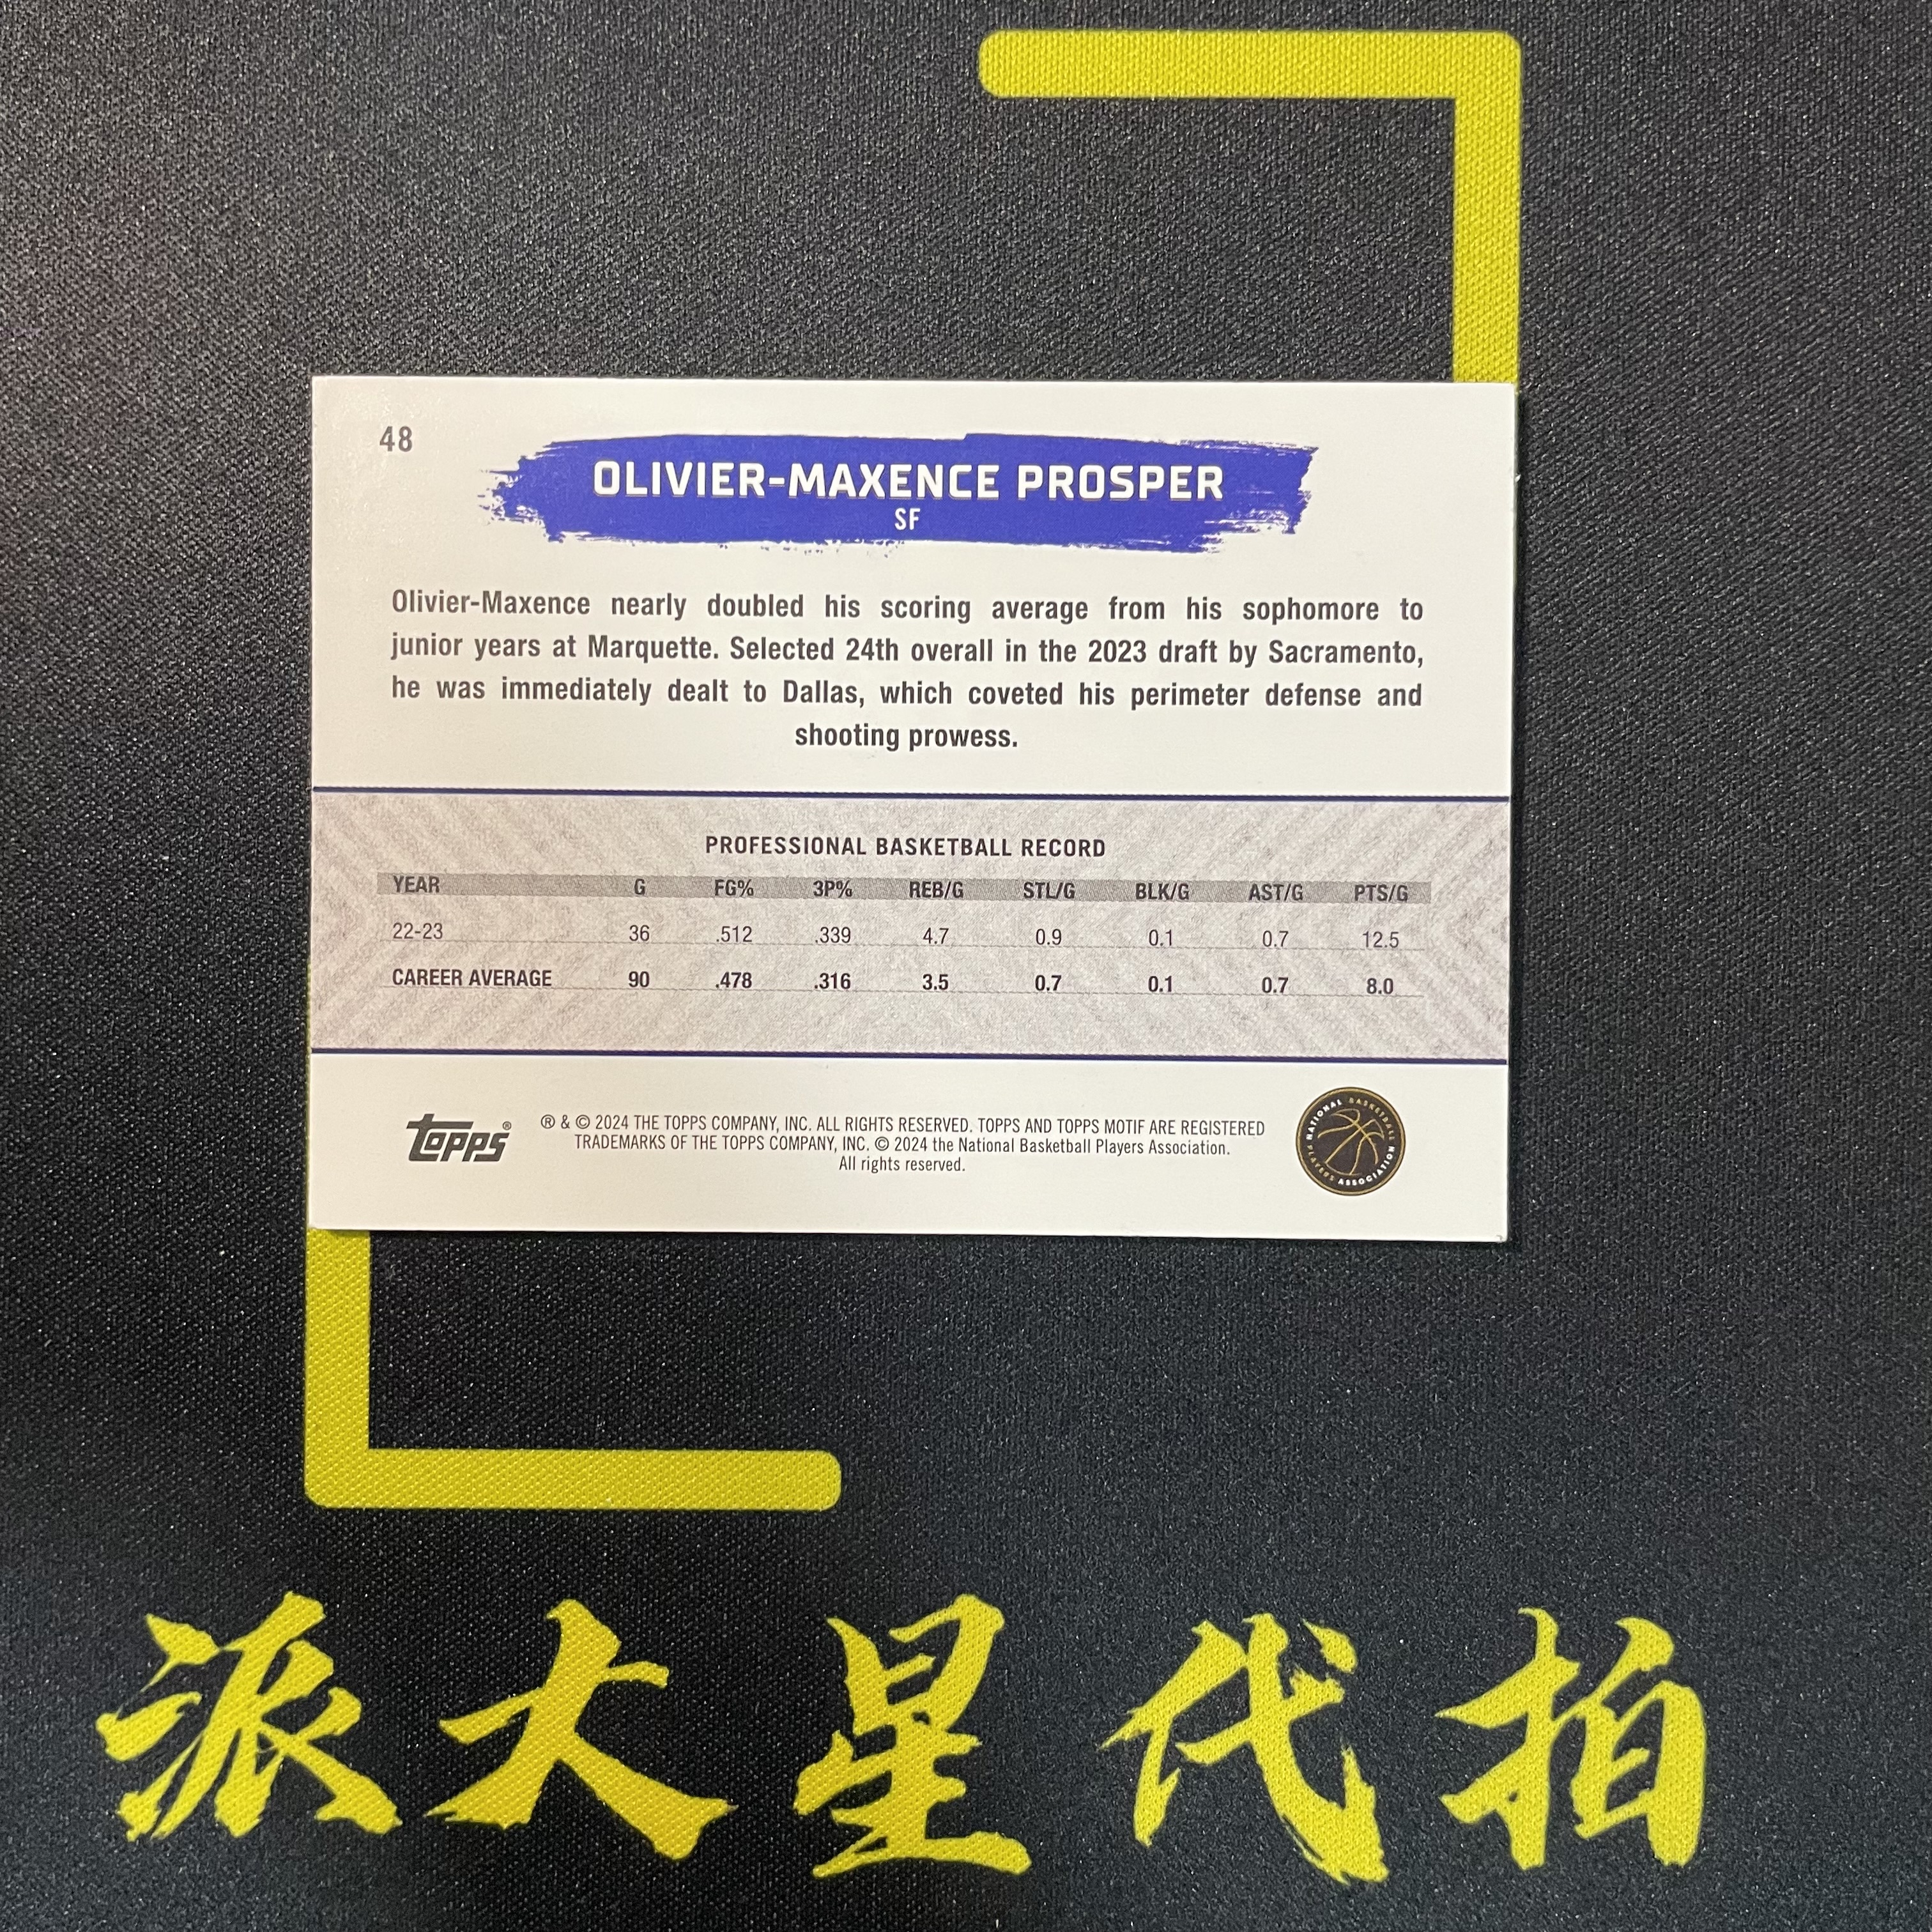 48
OLIVIER-MAXENCE PROSPER
SF
Olivier-Maxence nearly doubled his scoring average from his sophomore to
junior years at Marquette. Selected 24th overall in the 2023 draft by Sacramento,
he was immediately dealt to Dallas, which coveted his perimeter defense and
shooting prowess.
PROFESSIONAL BASKETBALL RECORD
YEAR G FG% 3P% REB/G STL/G BLK/G AST/G PTS/G
22-23 36 .512 .339 4.7 0.9 0.1 0.7 12.5
CAREER AVERAGE 90 .478 .316 3.5 0.7 0.1 0.7 8.0
topps®
® & © 2024 THE TOPPS COMPANY, INC. ALL RIGHTS RESERVED. TOPPS AND TOPPS MOTIF ARE REGISTERED
TRADEMARKS OF THE TOPPS COMPANY, INC. © 2024 the National Basketball Players Association.
All rights reserved.
NATIONAL BASKETBALL PLAYERS ASSOCIATION
派大星代拍